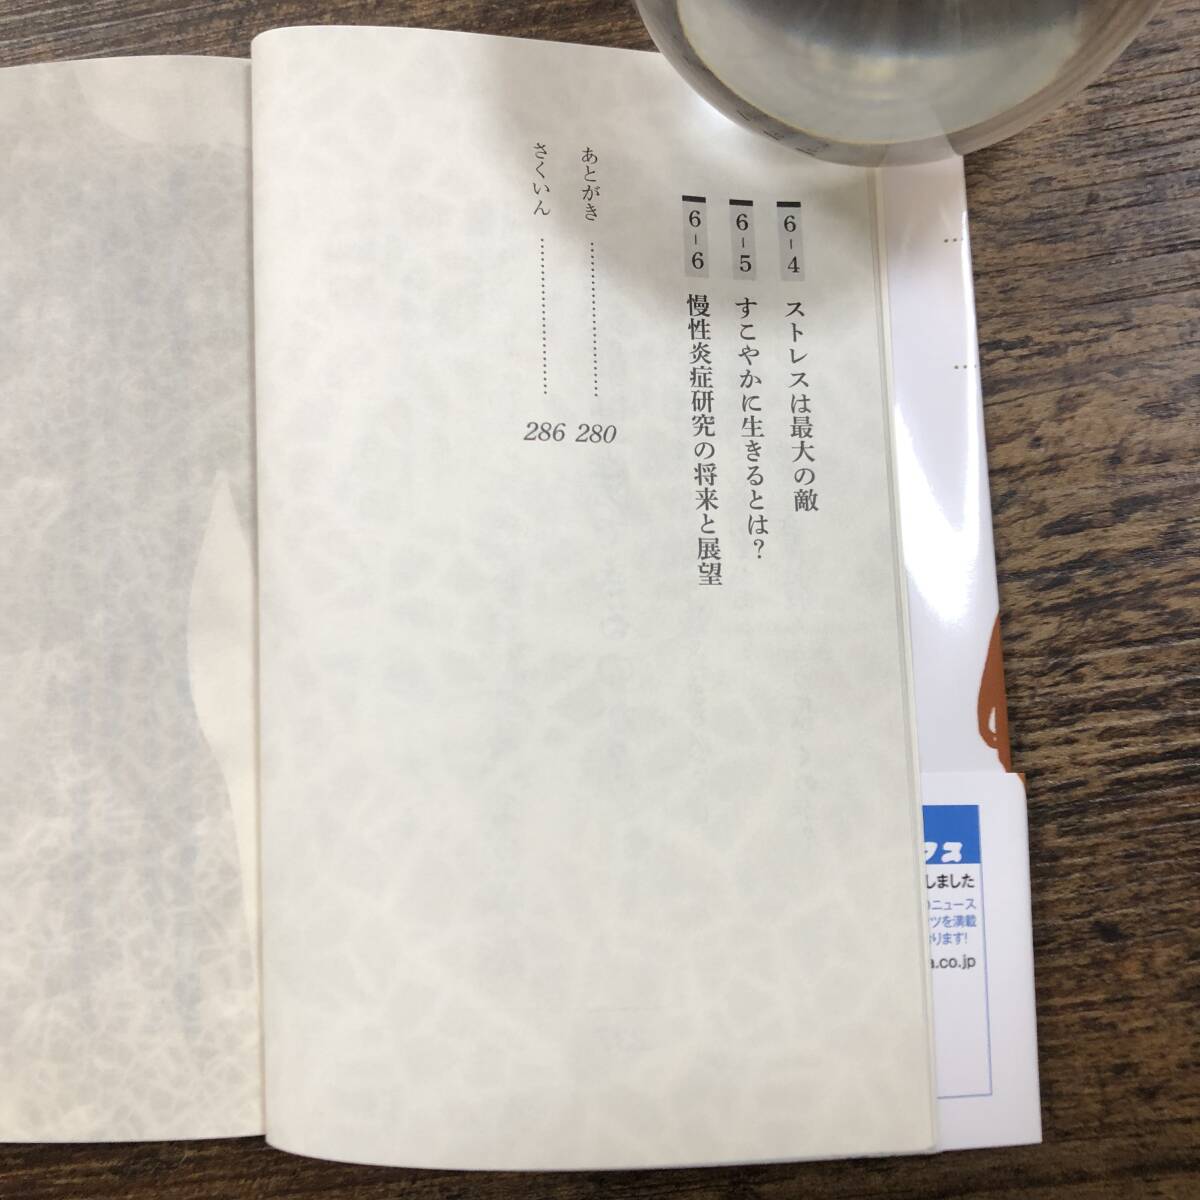 6-4 ストレスは最大の敵
6-5 すこやかに生きるとは?
6-6 慢性炎症研究の将来と展望
あとがき …………………… 280
さくいん …………………… 286
クス
しました
ニュース
ツを満載
ります!
a.co.jp